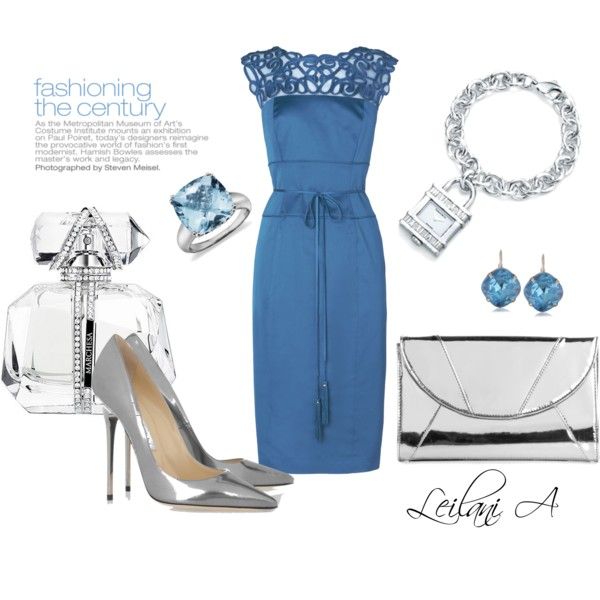 fashioning
the century
As the Metropolitan Museum of Art's
Costume Institute mounts an exhibition
on Paul Poiret, today's designers reimagine
the provocative world of fashion's first
modernist. Hamish Bowles assesses the
master's work and legacy.
Photographed by Steven Meisel.
MARCHESA
Leilani A